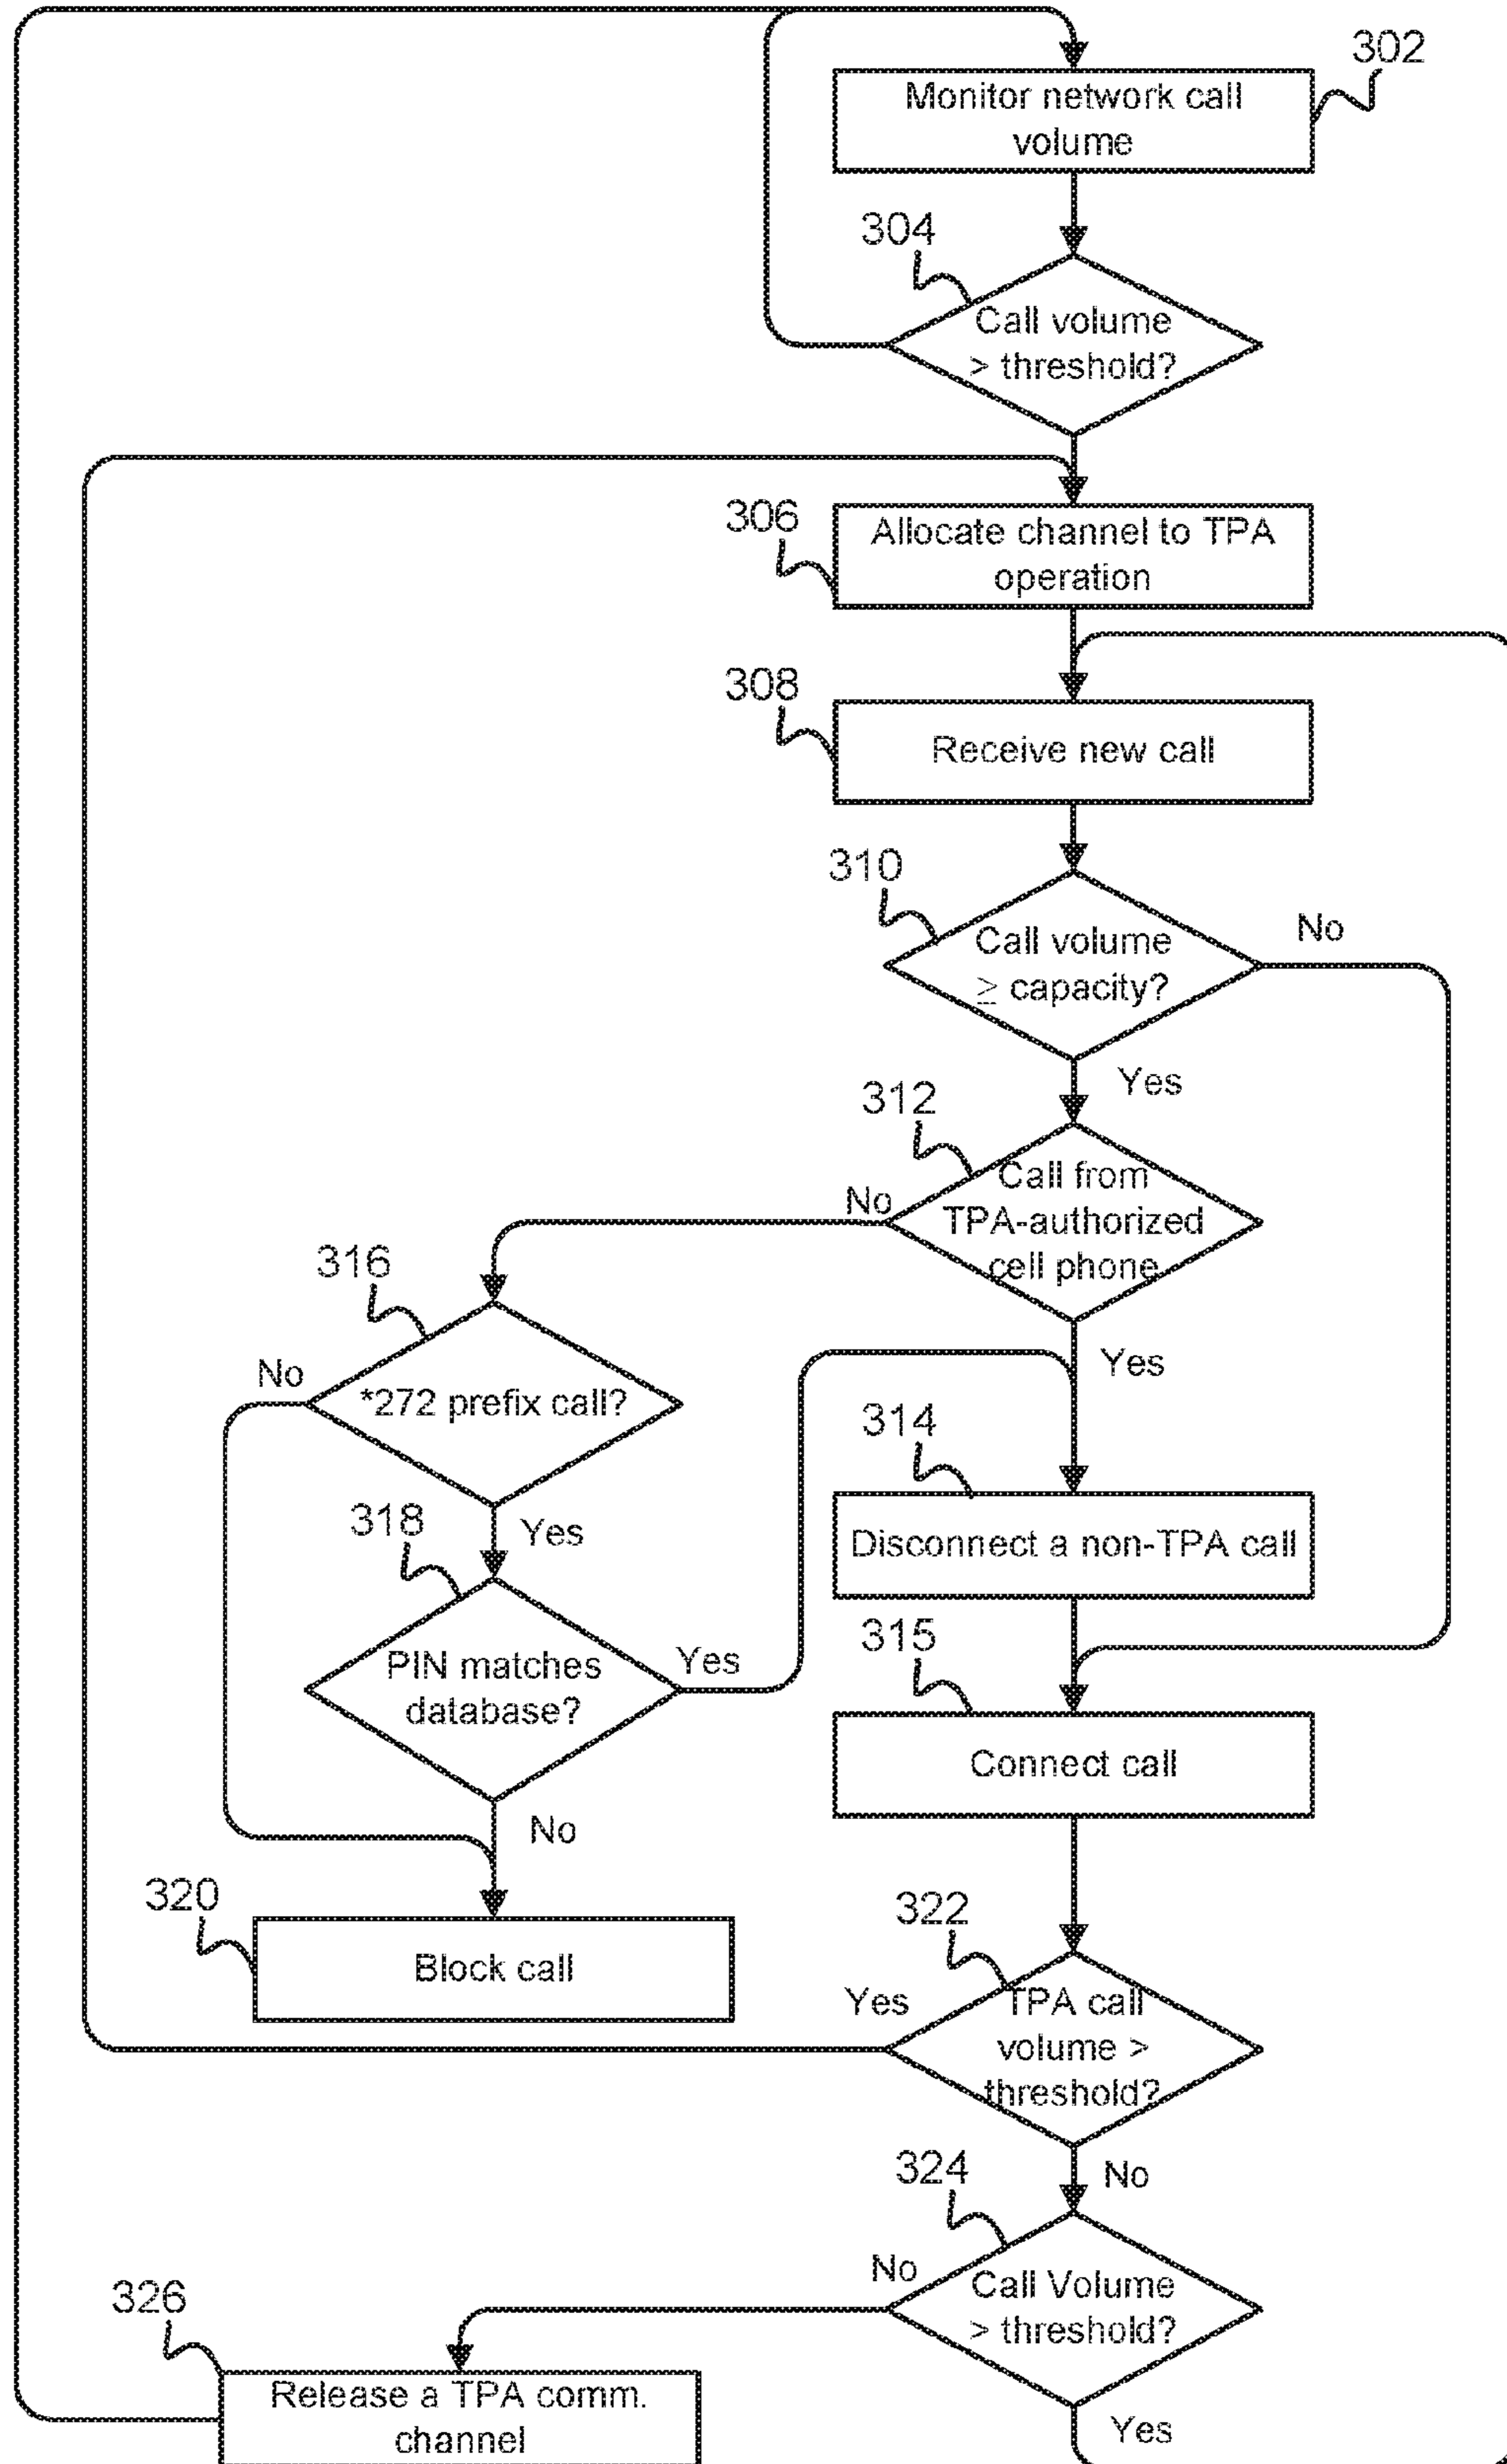 302
Monitor network call
volume
304
Call volume
> threshold?
306
Allocate channel to TPA
operation
308
Receive new call
310
Call volume
≥ capacity?
No
Yes
312
Call from
TPA-authorized
cell phone
No
Yes
316
*272 prefix call?
No
Yes
314
Disconnect a non-TPA call
318
PIN matches
database?
Yes
No
315
Connect call
320
Block call
322
TPA call
volume >
threshold?
Yes
No
324
Call Volume
> threshold?
No
Yes
326
Release a TPA comm.
channel